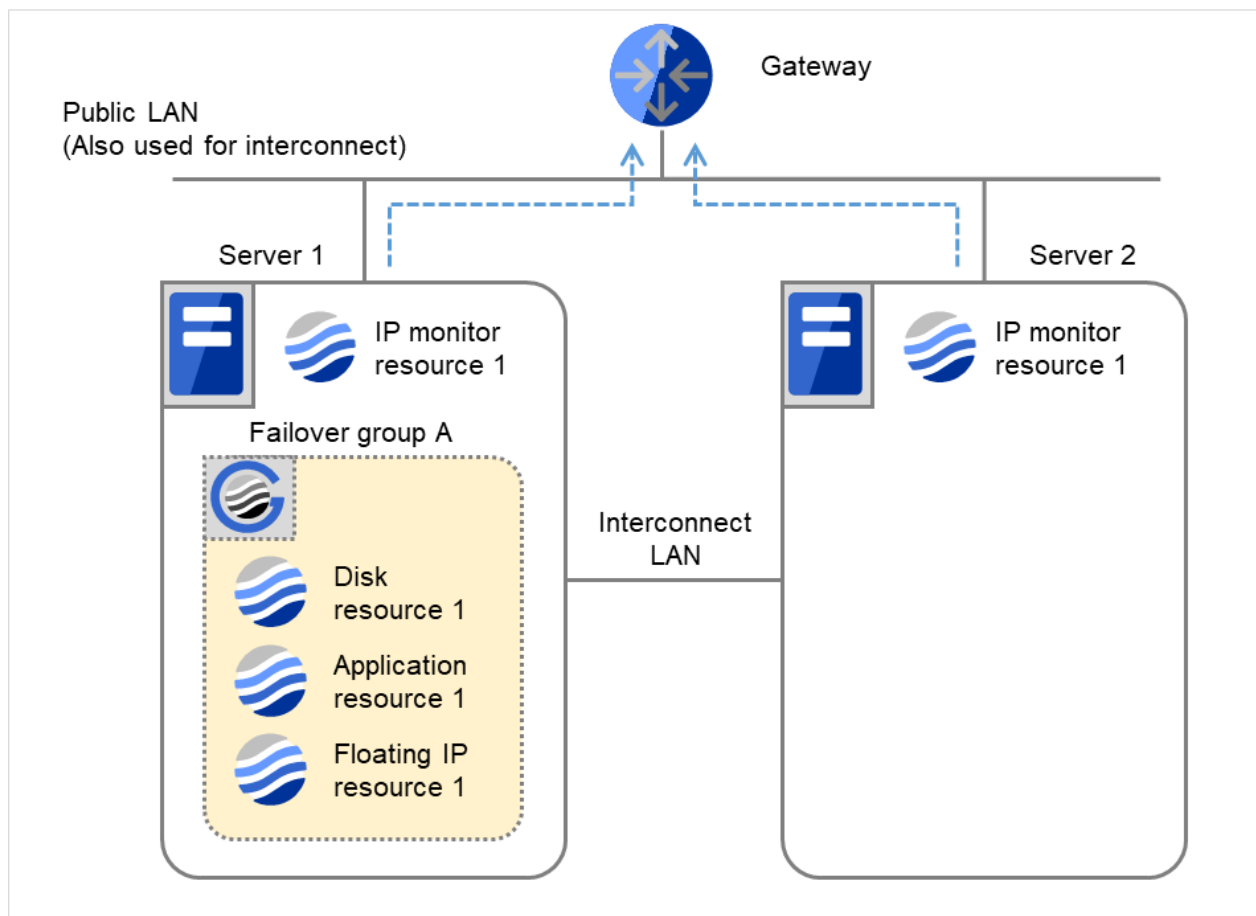 Gateway
Public LAN
(Also used for interconnect)
Server 1
Server 2
IP monitor
resource 1
IP monitor
resource 1
Failover group A
Interconnect
LAN
Disk
resource 1
Application
resource 1
Floating IP
resource 1